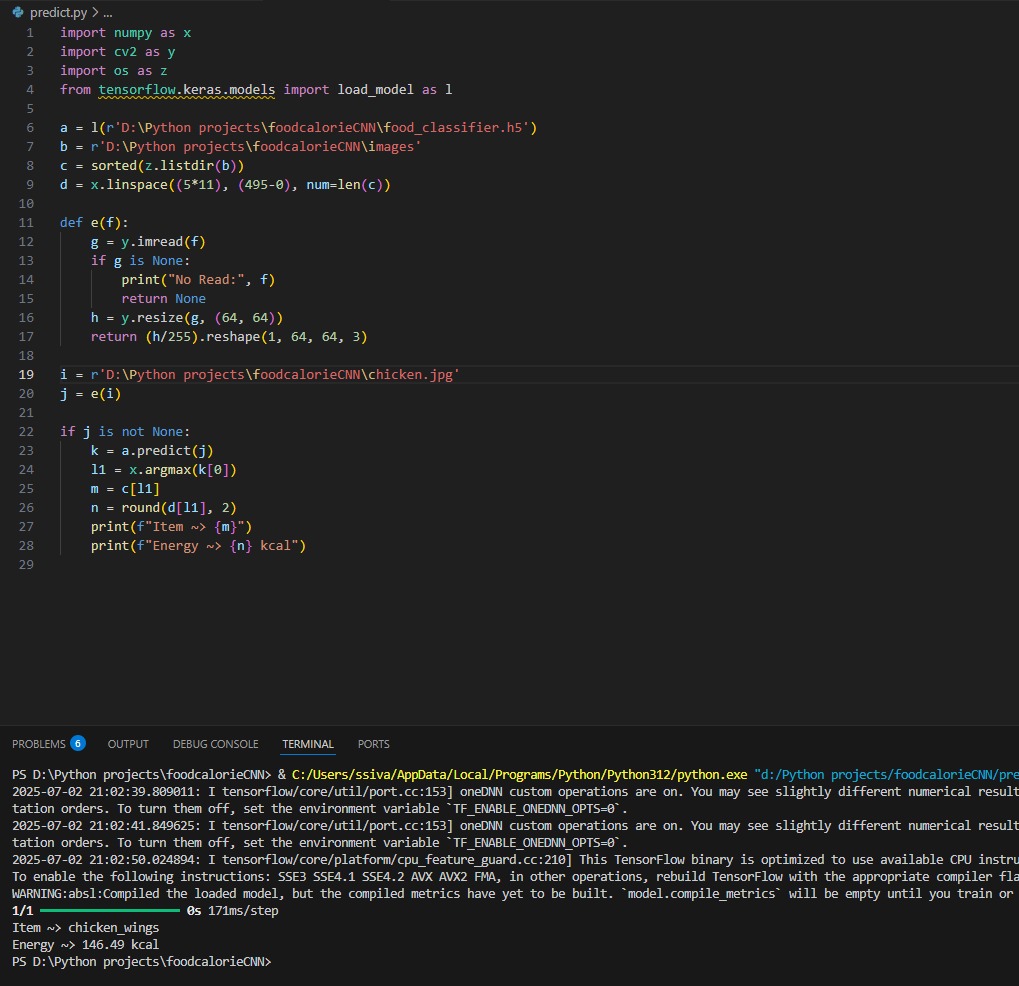 predict.py > ...
1 import numpy as x
2 import cv2 as y
3 import os as z
4 from tensorflow.keras.models import load_model as l
5
6 a = l(r'D:\Python projects\foodcalorieCNN\food_classifier.h5')
7 b = r'D:\Python projects\foodcalorieCNN\images'
8 c = sorted(z.listdir(b))
9 d = x.linspace((5*11), (495-0), num=len(c))
10
11 def e(f):
12     g = y.imread(f)
13     if g is None:
14         print("No Read:", f)
15         return None
16     h = y.resize(g, (64, 64))
17     return (h/255).reshape(1, 64, 64, 3)
18
19 i = r'D:\Python projects\foodcalorieCNN\chicken.jpg'
20 j = e(i)
21
22 if j is not None:
23     k = a.predict(j)
24     l1 = x.argmax(k[0])
25     m = c[l1]
26     n = round(d[l1], 2)
27     print(f"Item ~> {m}")
28     print(f"Energy ~> {n} kcal")
29
PROBLEMS 6 OUTPUT DEBUG CONSOLE TERMINAL PORTS
PS D:\Python projects\foodcalorieCNN> & C:/Users/ssiva/AppData/Local/Programs/Python/Python312/python.exe "d:/Python projects/foodcalorieCNN/pre
2025-07-02 21:02:39.809011: I tensorflow/core/util/port.cc:153] oneDNN custom operations are on. You may see slightly different numerical result
tation orders. To turn them off, set the environment variable `TF_ENABLE_ONEDNN_OPTS=0`.
2025-07-02 21:02:41.849625: I tensorflow/core/util/port.cc:153] oneDNN custom operations are on. You may see slightly different numerical result
tation orders. To turn them off, set the environment variable `TF_ENABLE_ONEDNN_OPTS=0`.
2025-07-02 21:02:50.024894: I tensorflow/core/platform/cpu_feature_guard.cc:210] This TensorFlow binary is optimized to use available CPU instru
To enable the following instructions: SSE3 SSE4.1 SSE4.2 AVX AVX2 FMA, in other operations, rebuild TensorFlow with the appropriate compiler fla
WARNING:absl:Compiled the loaded model, but the compiled metrics have yet to be built. `model.compile_metrics` will be empty until you train or
1/1 0s 171ms/step
Item ~> chicken_wings
Energy ~> 146.49 kcal
PS D:\Python projects\foodcalorieCNN>